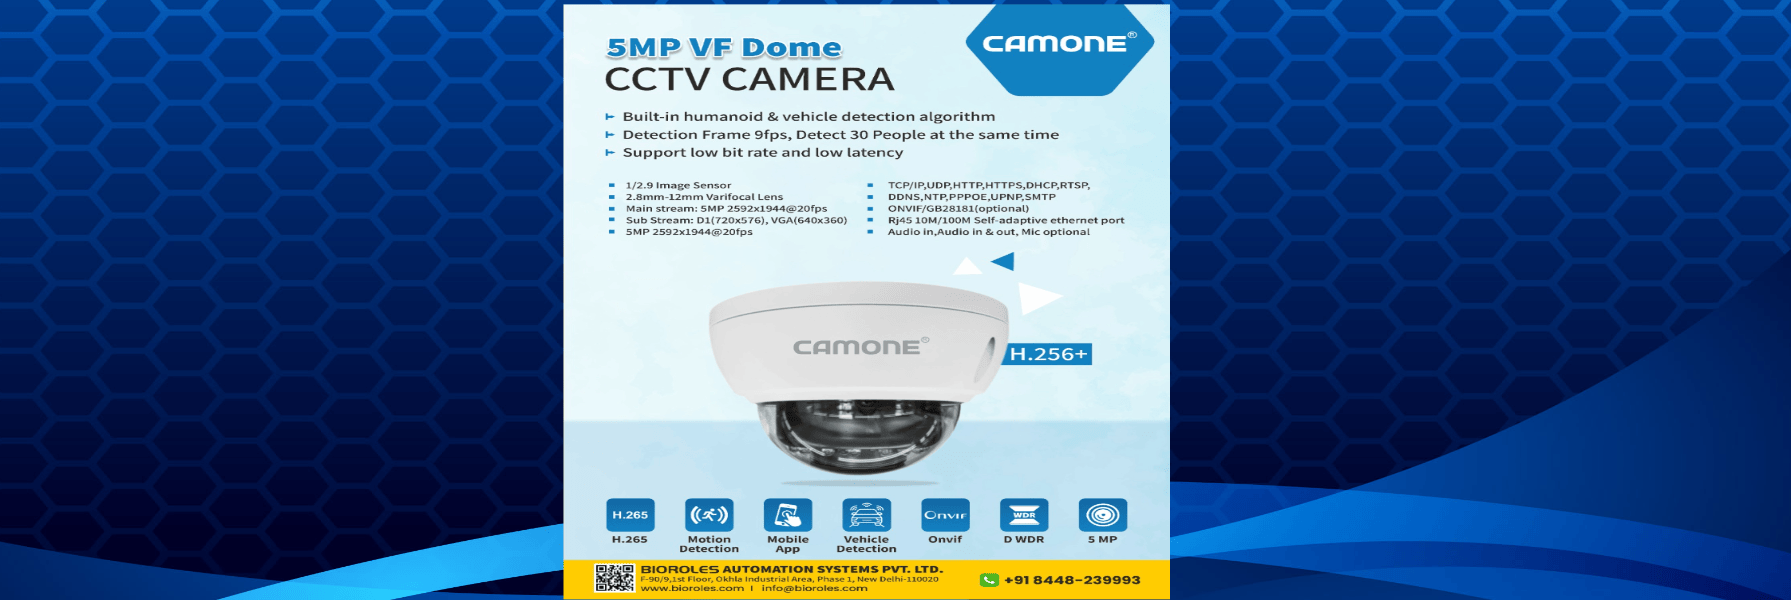 5MP VF Dome
CAMONE®
CCTV CAMERA
Built-in humanoid & vehicle detection algorithm
Detection Frame 9fps, Detect 30 People at the same time
Support low bit rate and low latency
1/2.9 Image Sensor
2.8mm-12mm Varifocal Lens
Main stream: 5MP 2592x1944@20fps
Sub Stream: D1(720x576), VGA(640x360)
5MP 2592x1944@20fps
TCP/IP,UDP,HTTP,HTTPS,DHCP,RTSP,
DDNS,NTP,PPPOE,UPNP,SMTP
ONVIF/GB28181(optional)
Rj45 10M/100M Self-adaptive ethernet port
Audio in,Audio in & out, Mic optional
CAMONE®
H.256+
H.265
ONVIF
WDR
H.265
Motion Detection
Mobile App
Vehicle Detection
Onvif
D WDR
5 MP
BIOROLES AUTOMATION SYSTEMS PVT. LTD.
F-90/9,1st Floor, Okhla Industrial Area, Phase 1, New Delhi-110020
www.bioroles.com I info@bioroles.com
+91 8448-239993